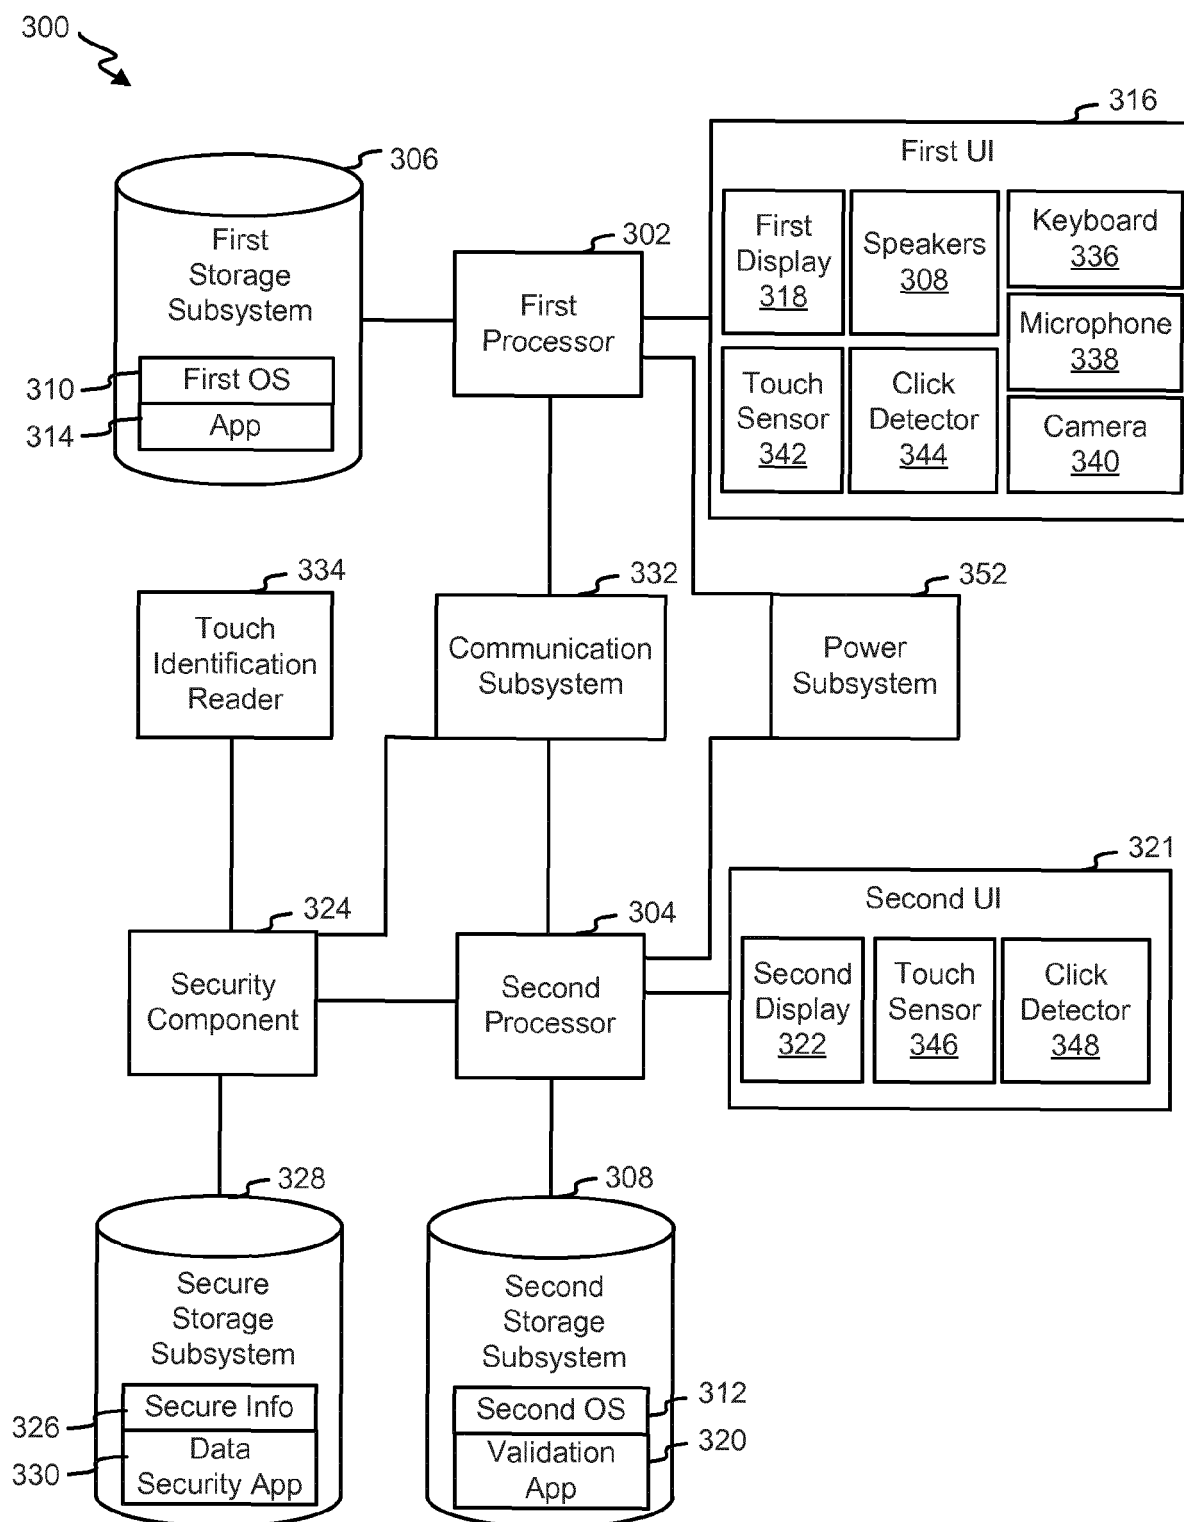 300
316
First UI
306
First
Storage
Subsystem
302
First
Processor
First
Display
318
Speakers
308
Keyboard
336
Microphone
338
310
First OS
314
App
Touch
Sensor
342
Click
Detector
344
Camera
340
334
Touch
Identification
Reader
332
Communication
Subsystem
352
Power
Subsystem
321
Second UI
324
Security
Component
304
Second
Processor
Second
Display
322
Touch
Sensor
346
Click
Detector
348
328
Secure
Storage
Subsystem
308
Second
Storage
Subsystem
326
Secure Info
330
Data
Security App
Second OS
312
Validation
App
320